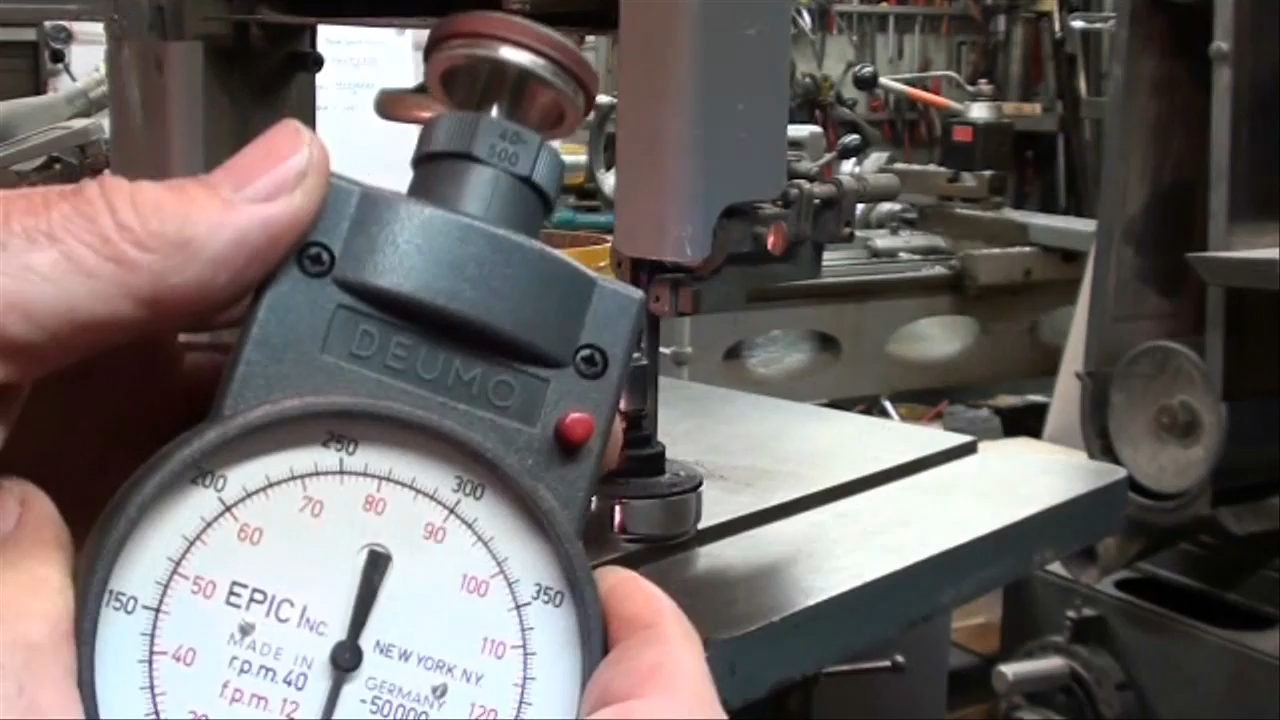 40-
500
DEUMO
250
200
300
70
80
90
60
50
100
350
150
EPIC INC.
NEW YORK, N.Y.
MADE IN
GERMANY
r.p.m. 40
-50000
f.p.m. 12
40
110
120